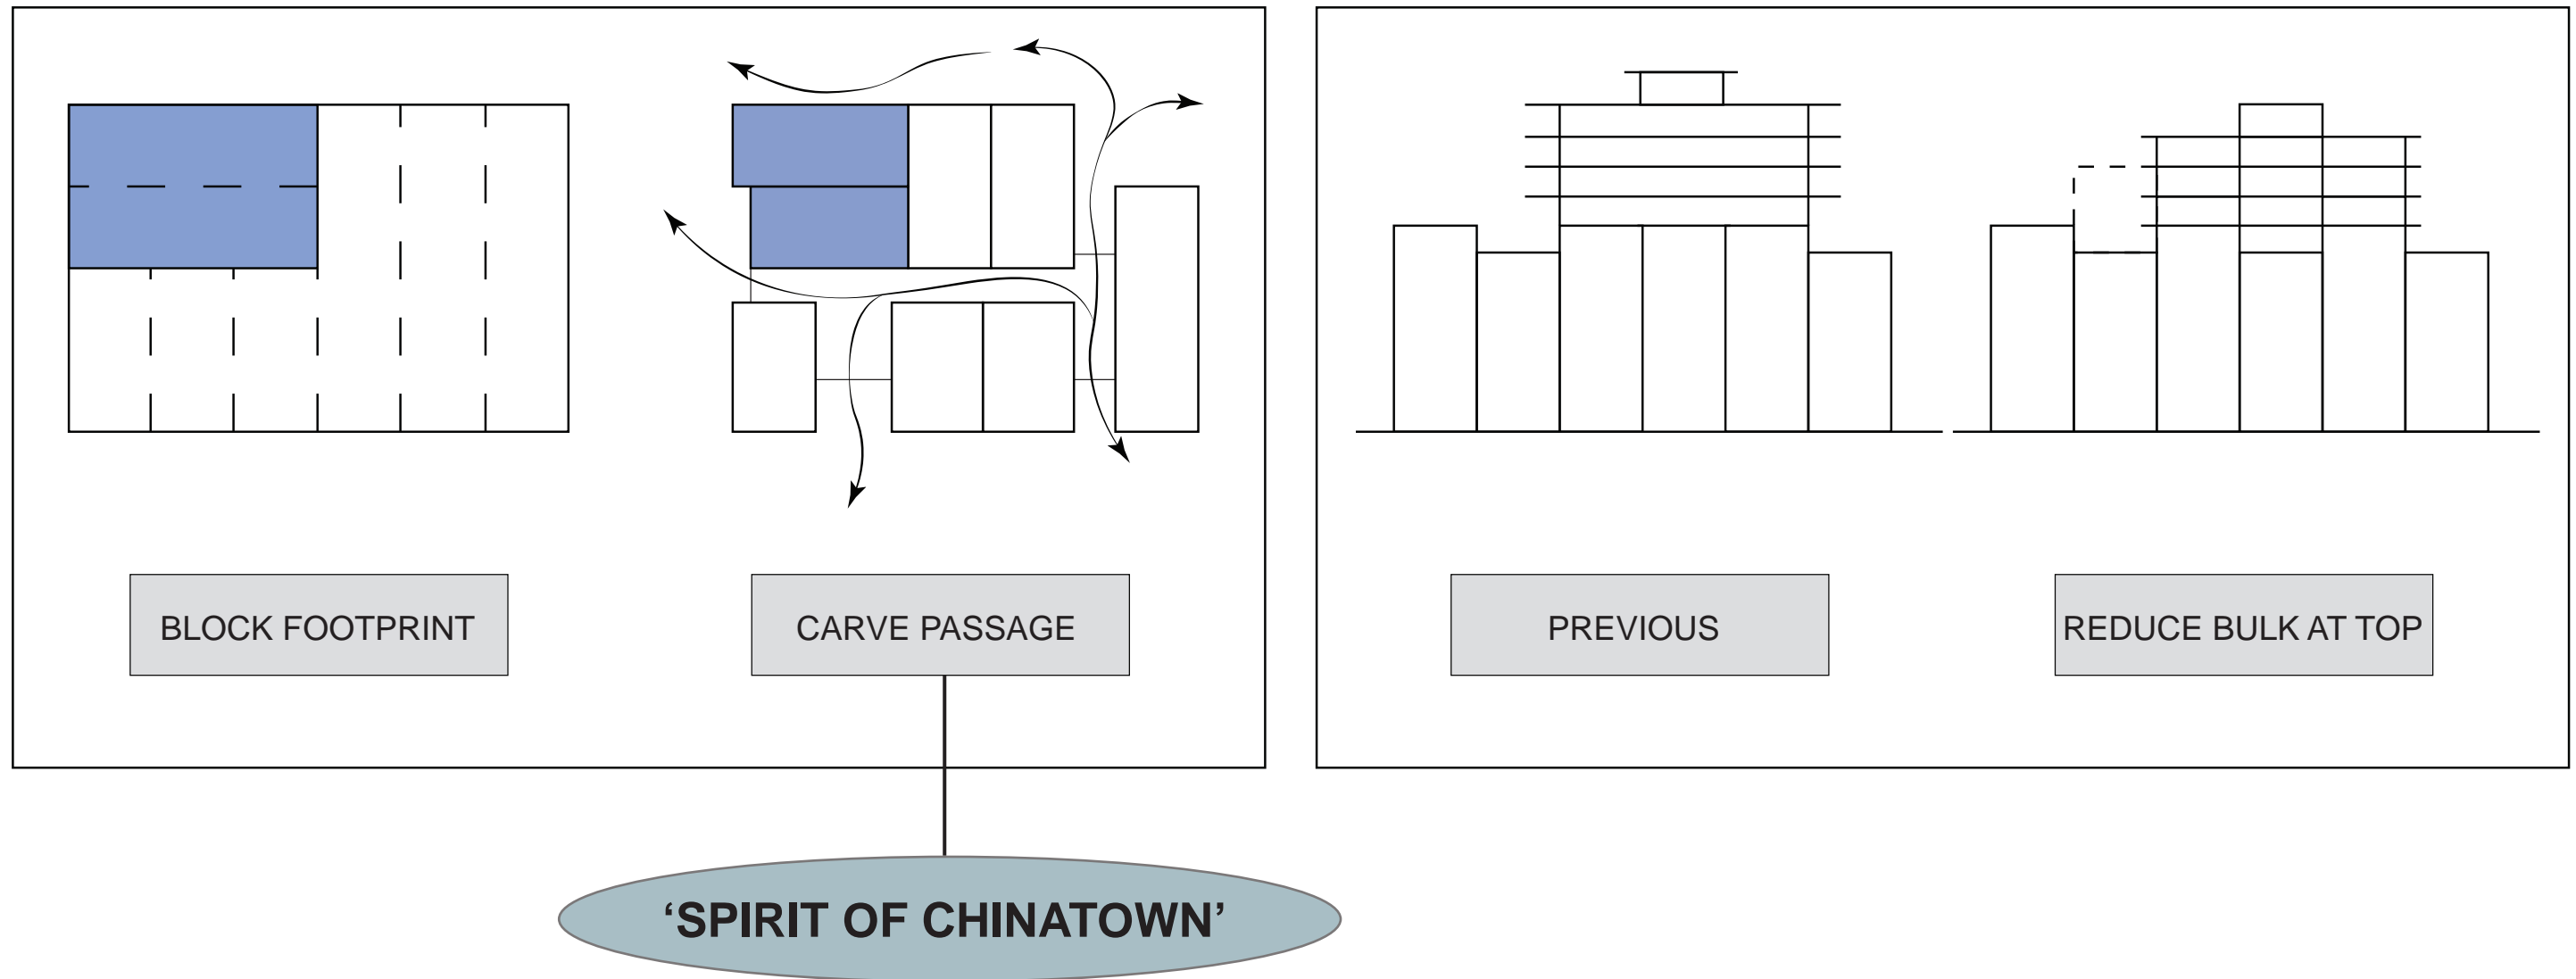 BLOCK FOOTPRINT
CARVE PASSAGE
PREVIOUS
REDUCE BULK AT TOP
‘SPIRIT OF CHINATOWN’